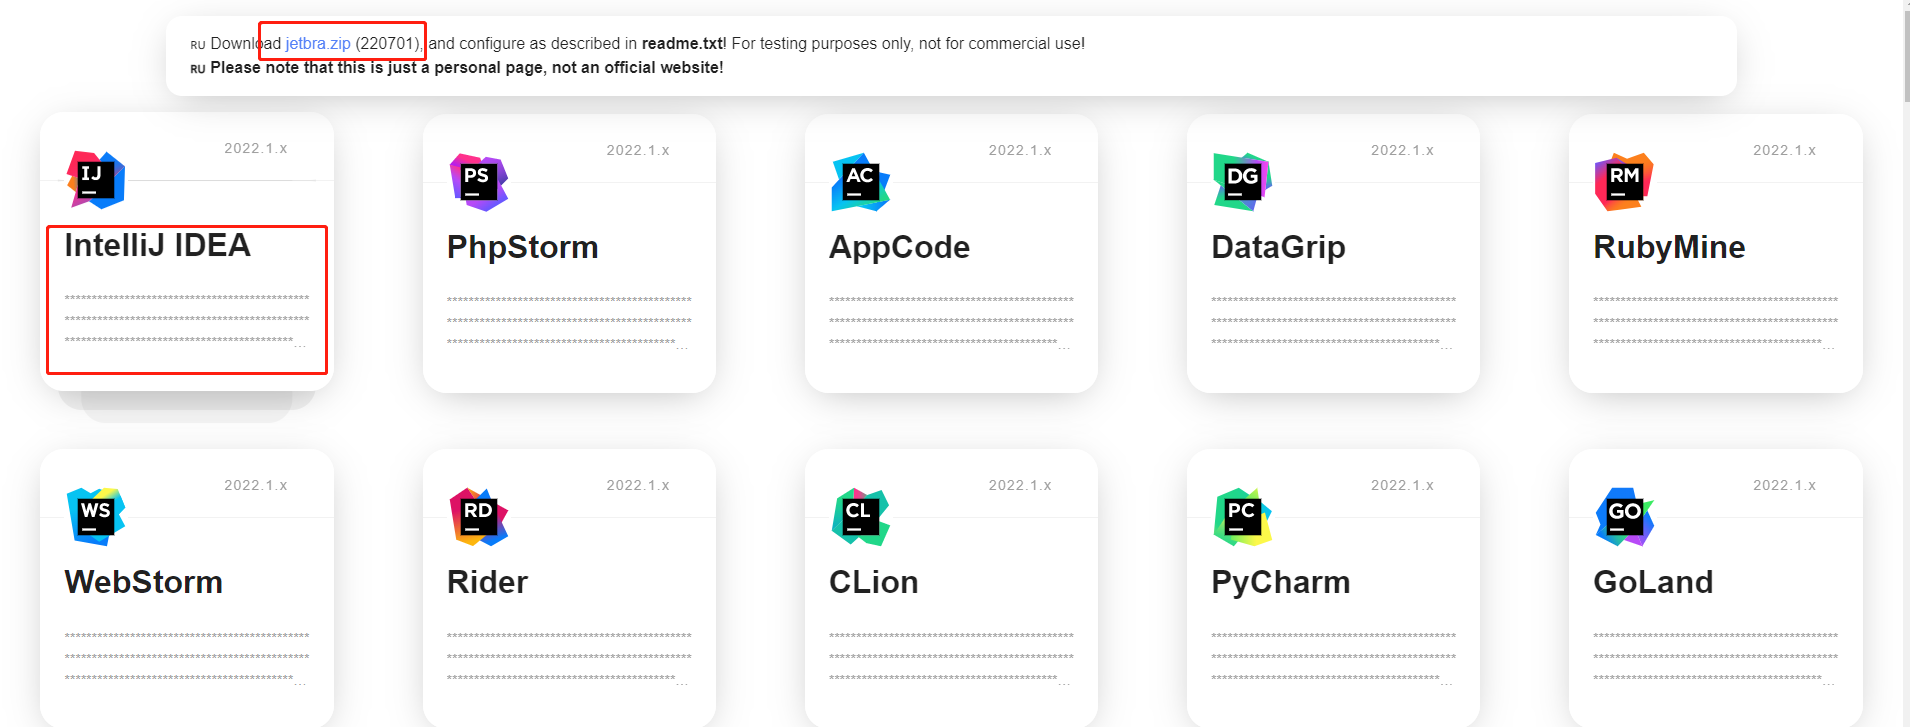 RU Download jetbra.zip (220701), and configure as described in readme.txt! For testing purposes only, not for commercial use!
RU Please note that this is just a personal page, not an official website!
2022.1.x
IJ
IntelliJ IDEA
2022.1.x
PS
PhpStorm
2022.1.x
AC
AppCode
2022.1.x
DG
DataGrip
2022.1.x
RM
RubyMine
2022.1.x
WS
WebStorm
2022.1.x
RD
Rider
2022.1.x
CL
CLion
2022.1.x
PC
PyCharm
2022.1.x
GO
GoLand